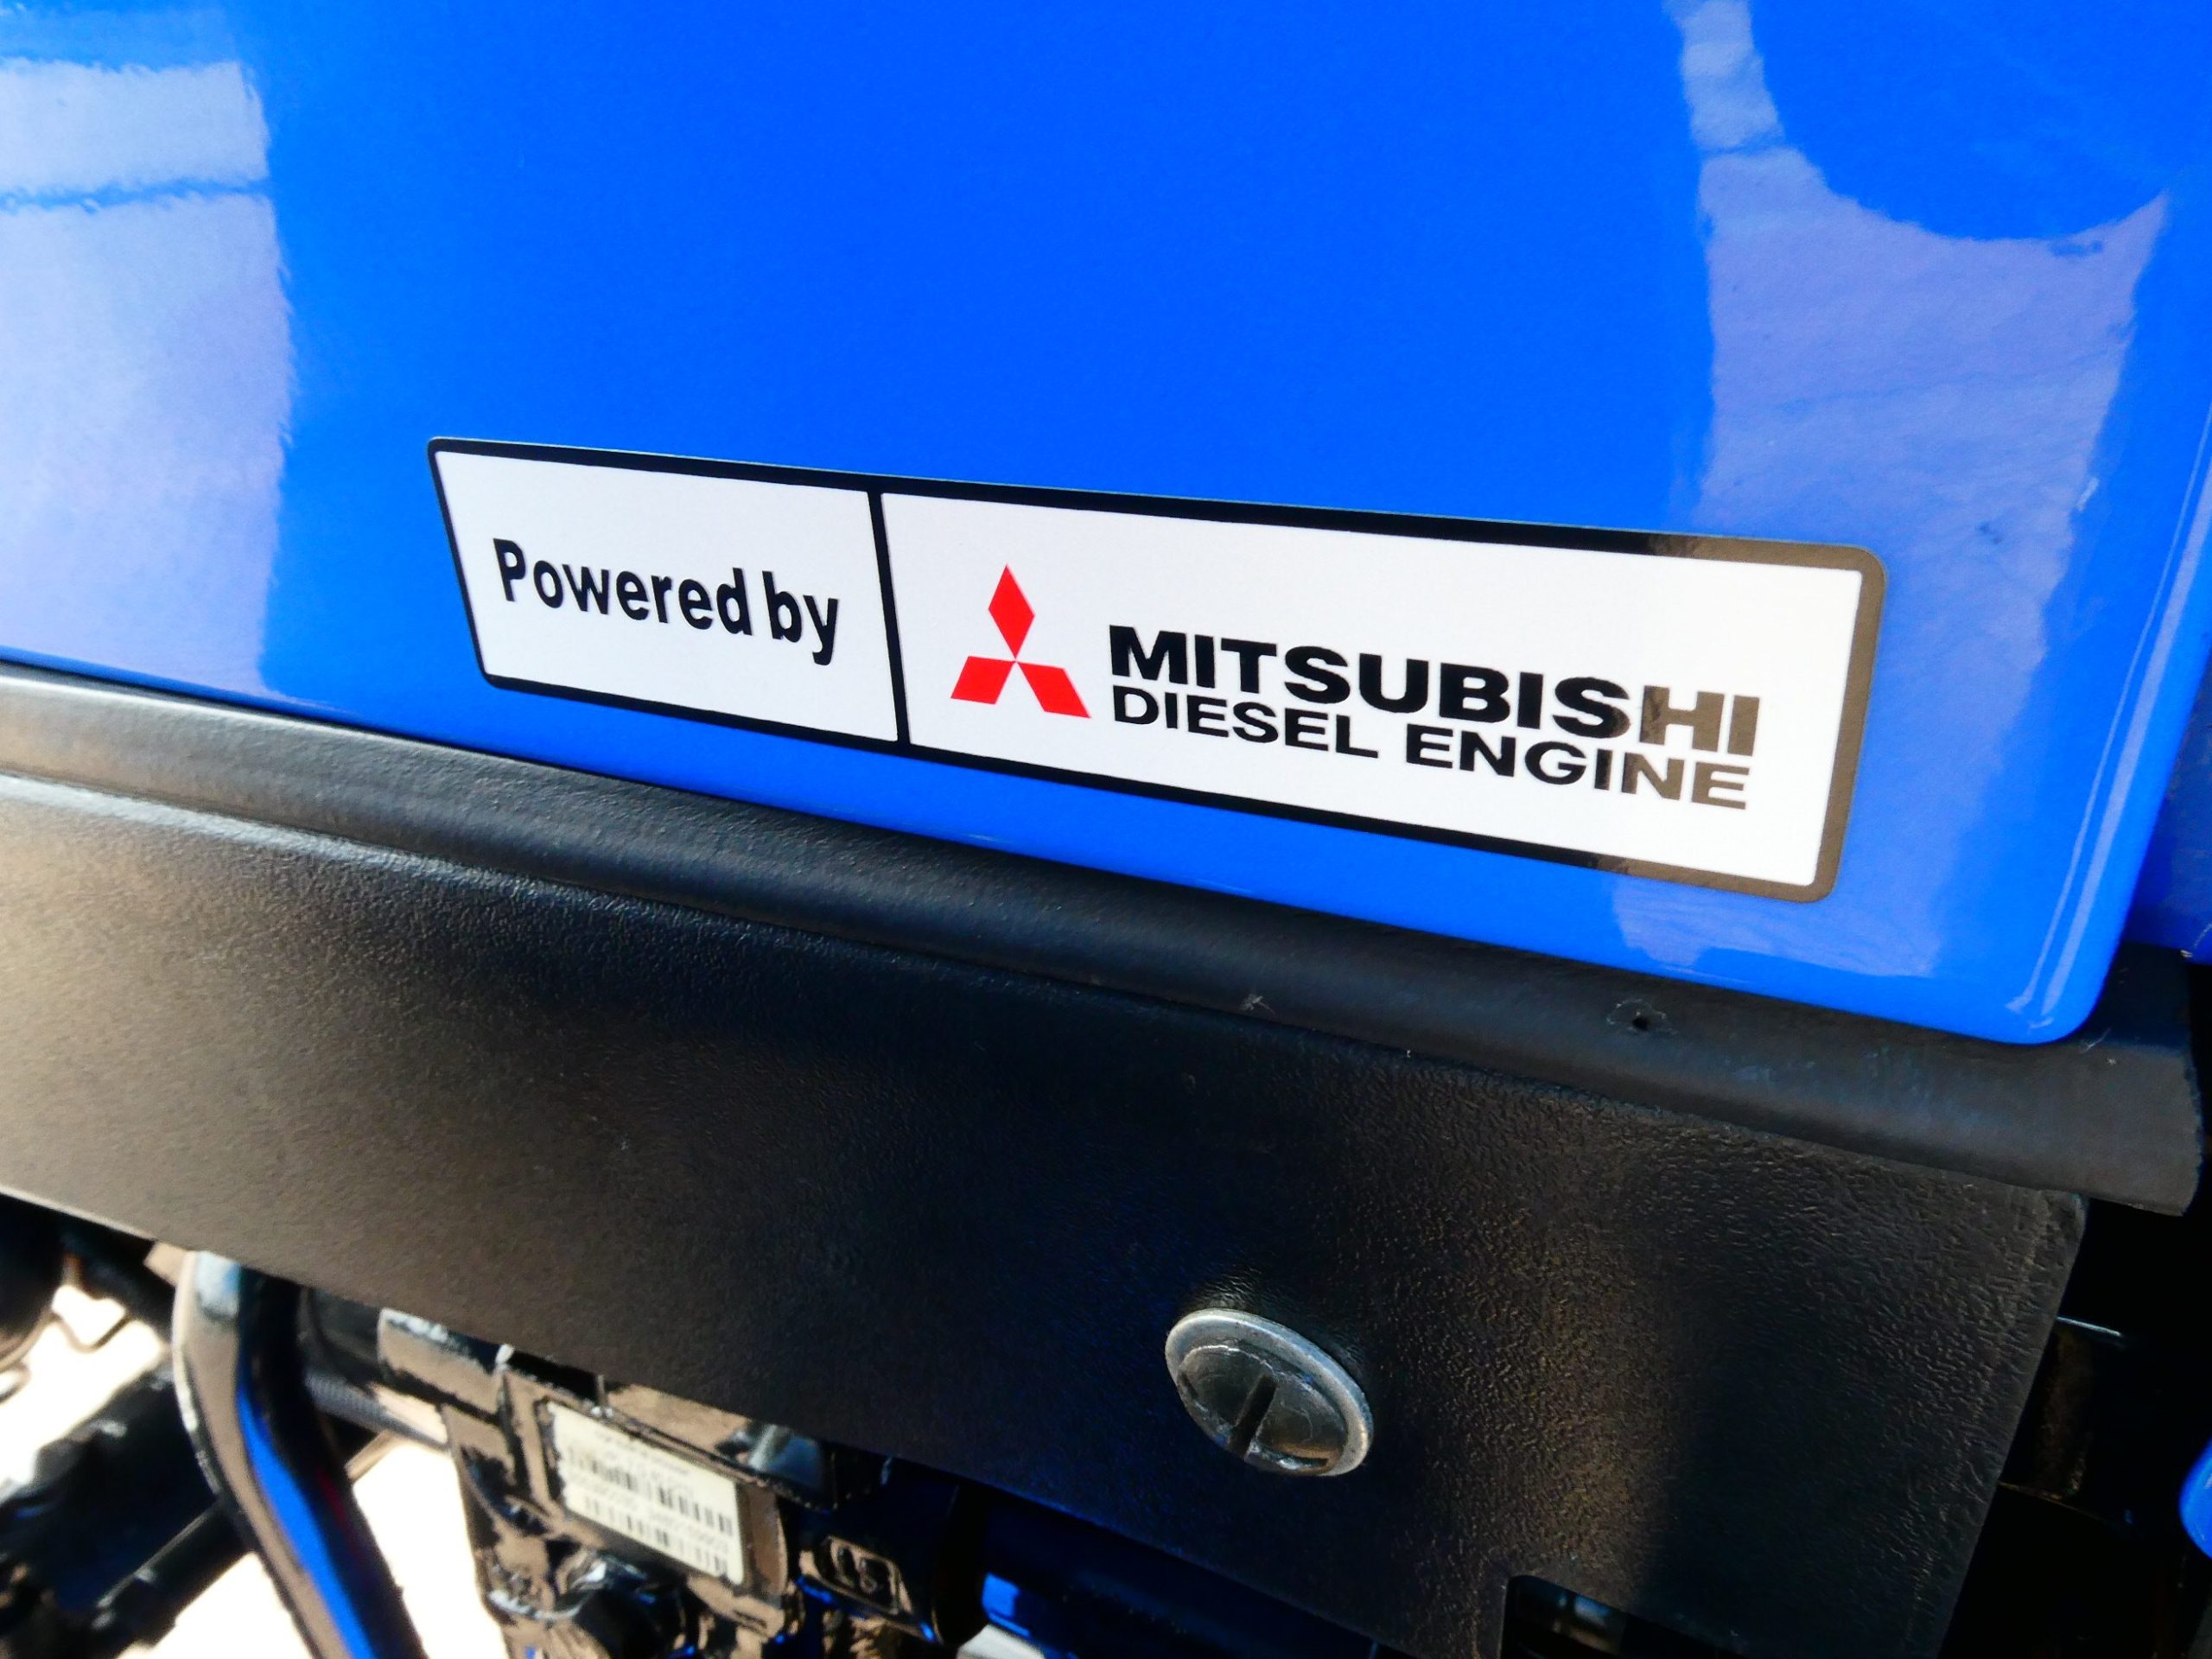 Powered by
MITSUBISHI
DIESEL ENGINE